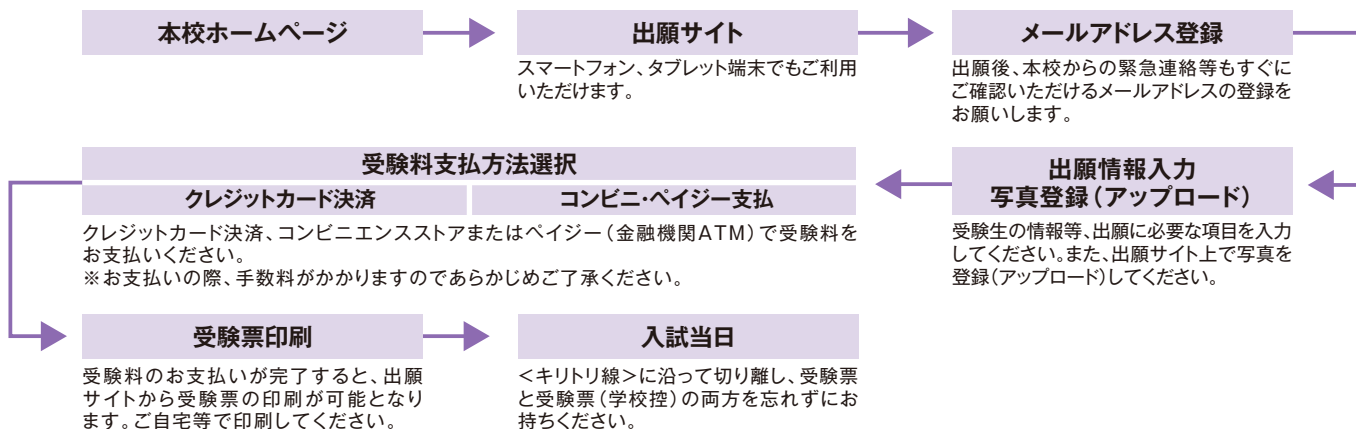 本校ホームページ
出願サイト
スマートフォン、タブレット端末でもご利用
いただけます。
メールアドレス登録
出願後、本校からの緊急連絡等もすぐに
ご確認いただけるメールアドレスの登録を
お願いします。
出願情報入力
写真登録(アップロード)
受験生の情報等、出願に必要な項目を入力
してください。また、出願サイト上で写真を
登録(アップロード)してください。
受験料支払方法選択
クレジットカード決済
コンビニ・ペイジー支払
クレジットカード決済、コンビニエンスストアまたはペイジー(金融機関ATM)で受験料を
お支払いください。
※お支払いの際、手数料がかかりますのであらかじめご了承ください。
受験票印刷
受験料のお支払いが完了すると、出願
サイトから受験票の印刷が可能となり
ます。ご自宅等で印刷してください。
入試当日
<キリトリ線>に沿って切り離し、受験票
と受験票(学校控)の両方を忘れずにお
持ちください。